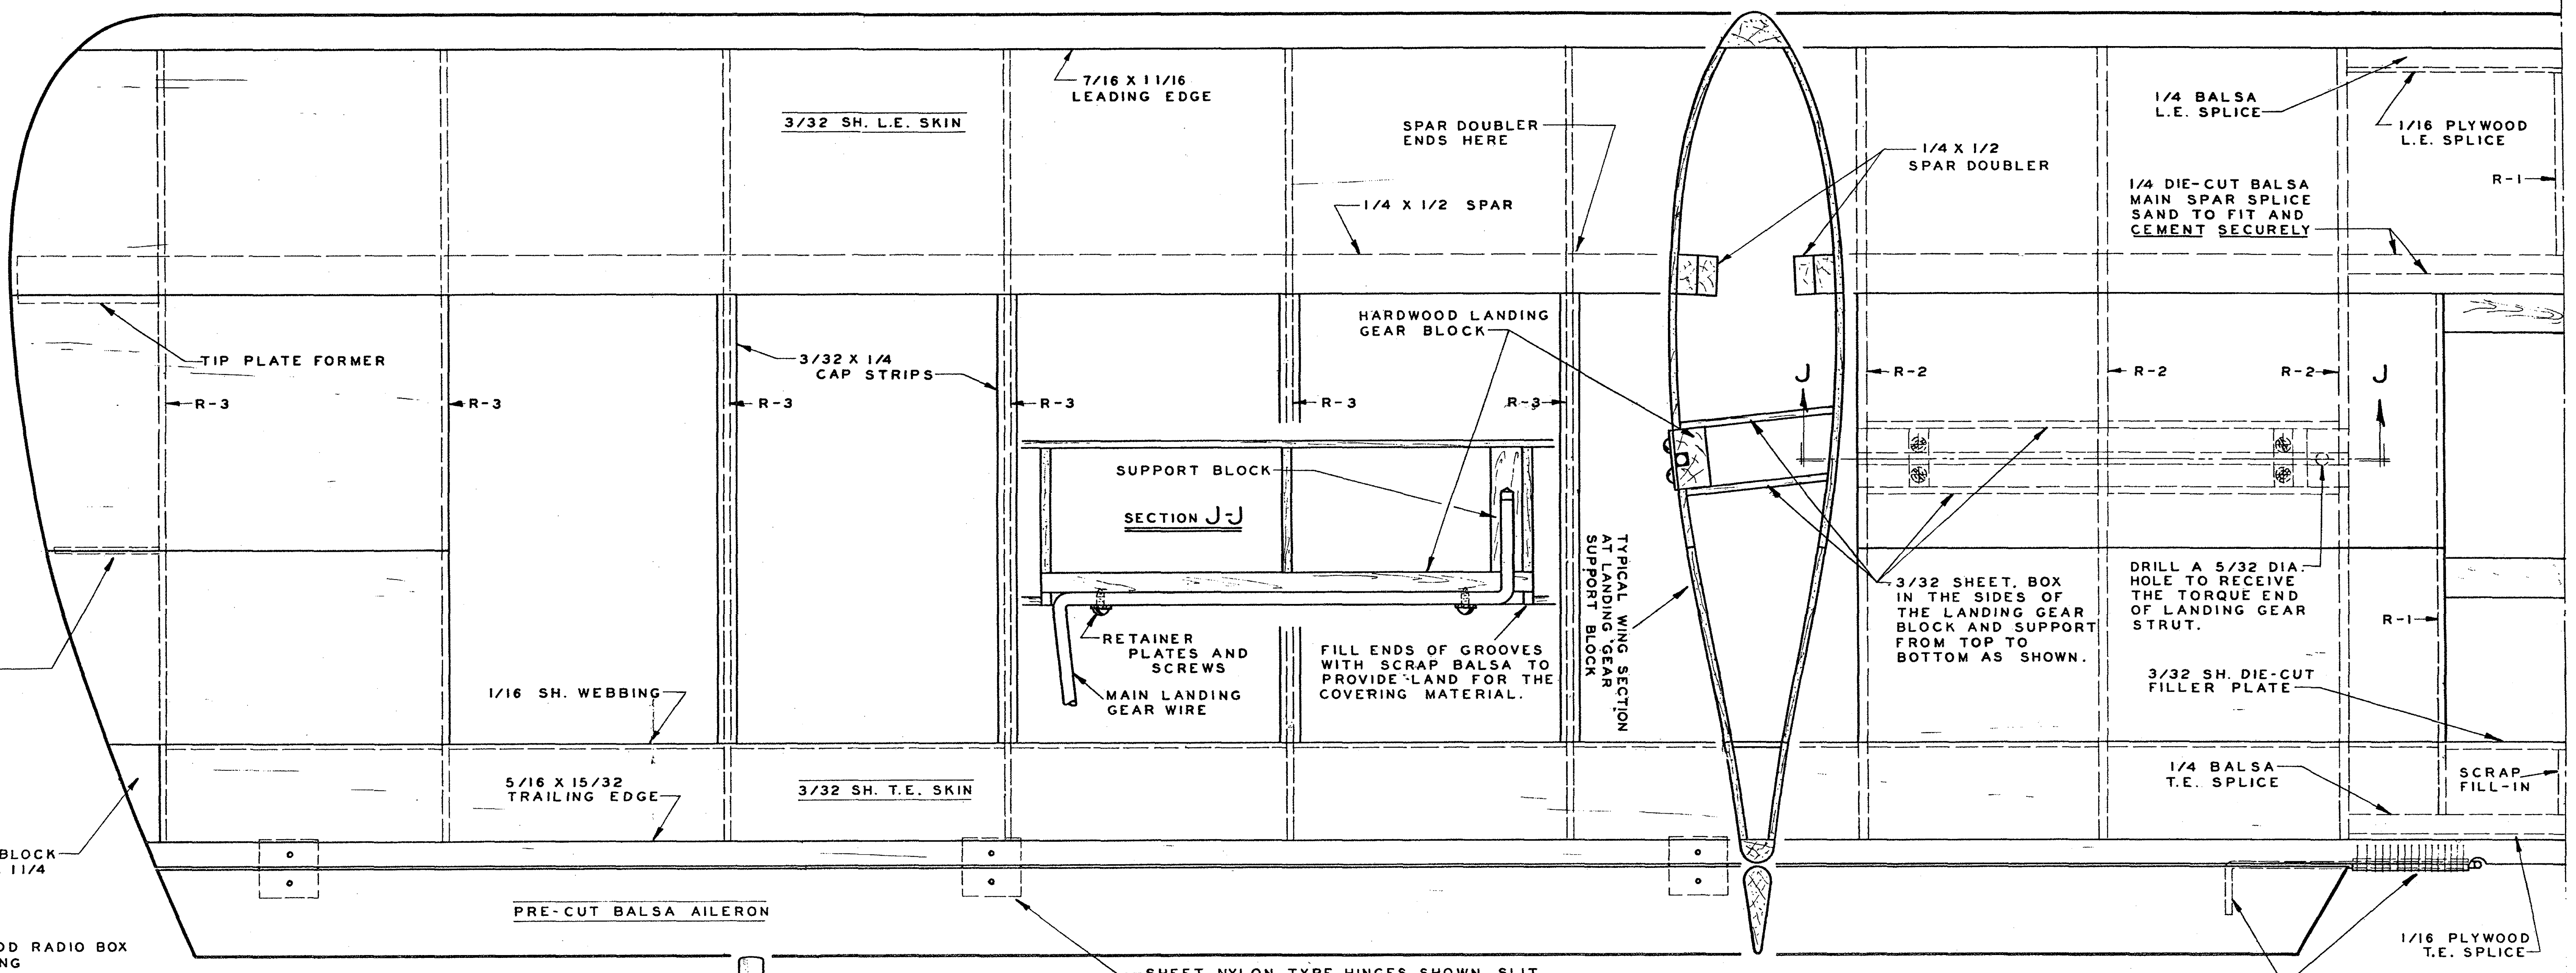 7/16 X 1 1/16
LEADING EDGE
3/32 SH. L.E. SKIN
SPAR DOUBLER
ENDS HERE
1/4 X 1/2 SPAR
1/4 X 1/2
SPAR DOUBLER
1/4 BALSA
L.E. SPLICE
1/16 PLYWOOD
L.E. SPLICE
R-1
1/4 DIE-CUT BALSA
MAIN SPAR SPLICE
SAND TO FIT AND
CEMENT SECURELY
TIP PLATE FORMER
3/32 X 1/4
CAP STRIPS
HARDWOOD LANDING
GEAR BLOCK
R-3
R-3
R-3
R-3
R-3
R-3
J
R-2
R-2
R-2
J
SUPPORT BLOCK
SECTION J-J
RETAINER
PLATES AND
SCREWS
MAIN LANDING
GEAR WIRE
FILL ENDS OF GROOVES
WITH SCRAP BALSA TO
PROVIDE LAND FOR THE
COVERING MATERIAL.
TYPICAL WING SECTION
AT LANDING GEAR
SUPPORT BLOCK
3/32 SHEET, BOX
IN THE SIDES OF
THE LANDING GEAR
BLOCK AND SUPPORT
FROM TOP TO
BOTTOM AS SHOWN.
DRILL A 5/32 DIA.
HOLE TO RECEIVE
THE TORQUE END
OF LANDING GEAR
STRUT.
R-1
3/32 SH. DIE-CUT
FILLER PLATE
1/16 SH. WEBBING
5/16 X 15/32
TRAILING EDGE
3/32 SH. T.E. SKIN
1/4 BALSA
T.E. SPLICE
SCRAP
FILL-IN
BLOCK
1 1/4
PRE-CUT BALSA AILERON
OD RADIO BOX
NG
1/16 PLYWOOD
T.E. SPLICE
SHEET NYLON TYPE HINGES SHOWN. SLIT